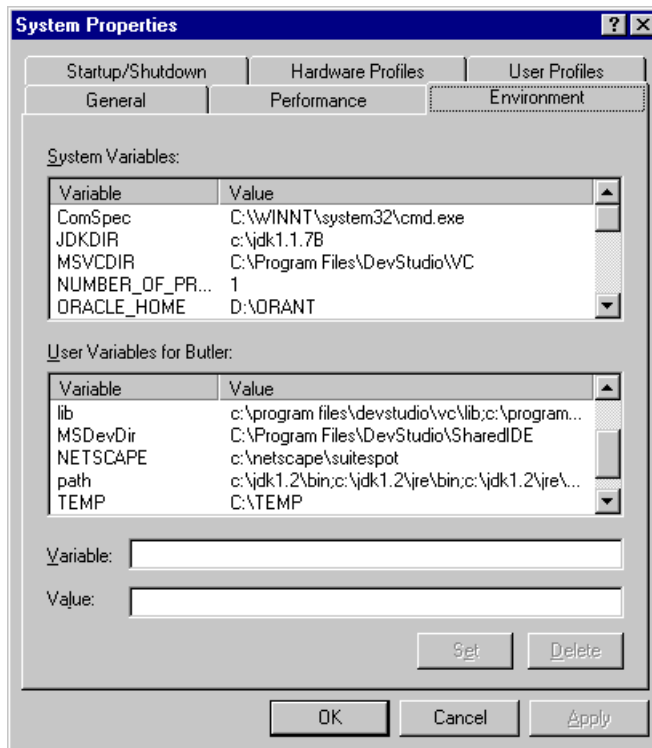 System Properties
Startup/Shutdown Hardware Profiles User Profiles
General Performance Environment
System Variables:
Variable Value
ComSpec C:\WINNT\system32\cmd.exe
JDKDIR c:\jdk1.1.7B
MSVCDIR C:\Program Files\DevStudio\VC
NUMBER_OF_PR... 1
ORACLE_HOME D:\ORANT
User Variables for Butler:
Variable Value
lib c:\program files\devstudio\vc\lib;c:\program...
MSDevDir C:\Program Files\DevStudio\SharedIDE
NETSCAPE c:\netscape\suitespot
path c:\jdk1.2\bin;c:\jdk1.2\jre\bin;c:\jdk1.2\jre\...
TEMP C:\TEMP
Variable:
Value:
Set Delete
OK Cancel Apply